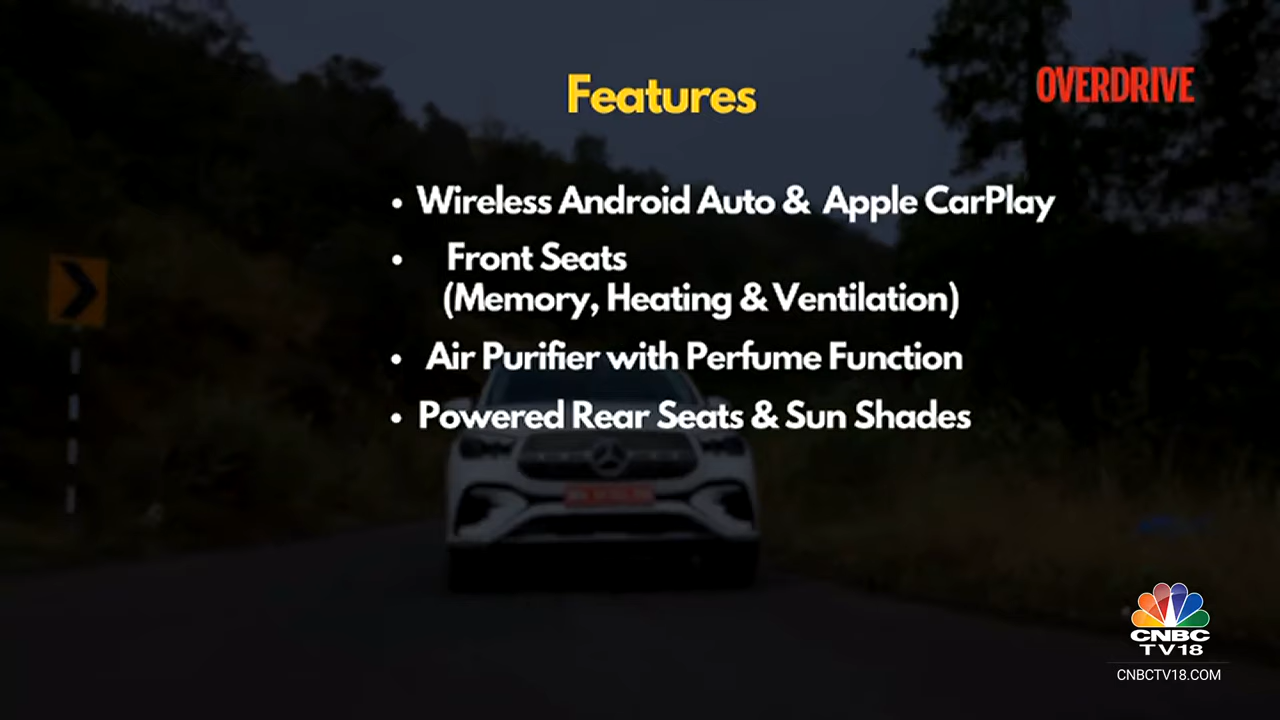 Features
OVERDRIVE
• Wireless Android Auto & Apple CarPlay
• Front Seats
(Memory, Heating & Ventilation)
• Air Purifier with Perfume Function
• Powered Rear Seats & Sun Shades
CNBC
TV18
CNBCTV18.COM